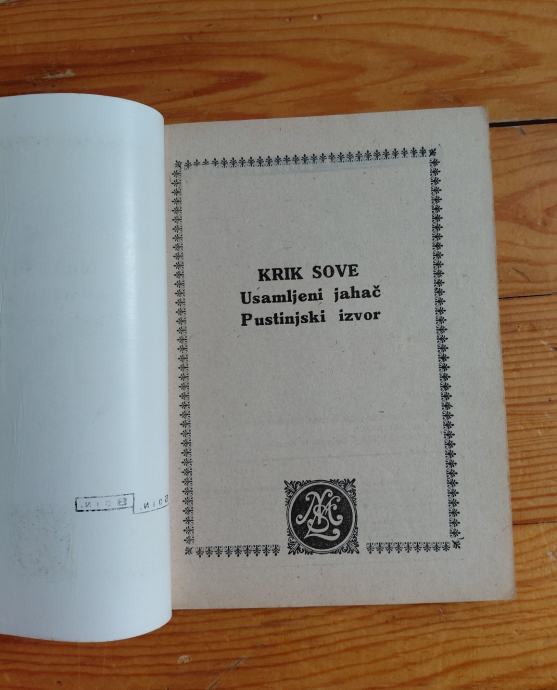 KRIK SOVE
Usamljeni jahač
Pustinjski izvor